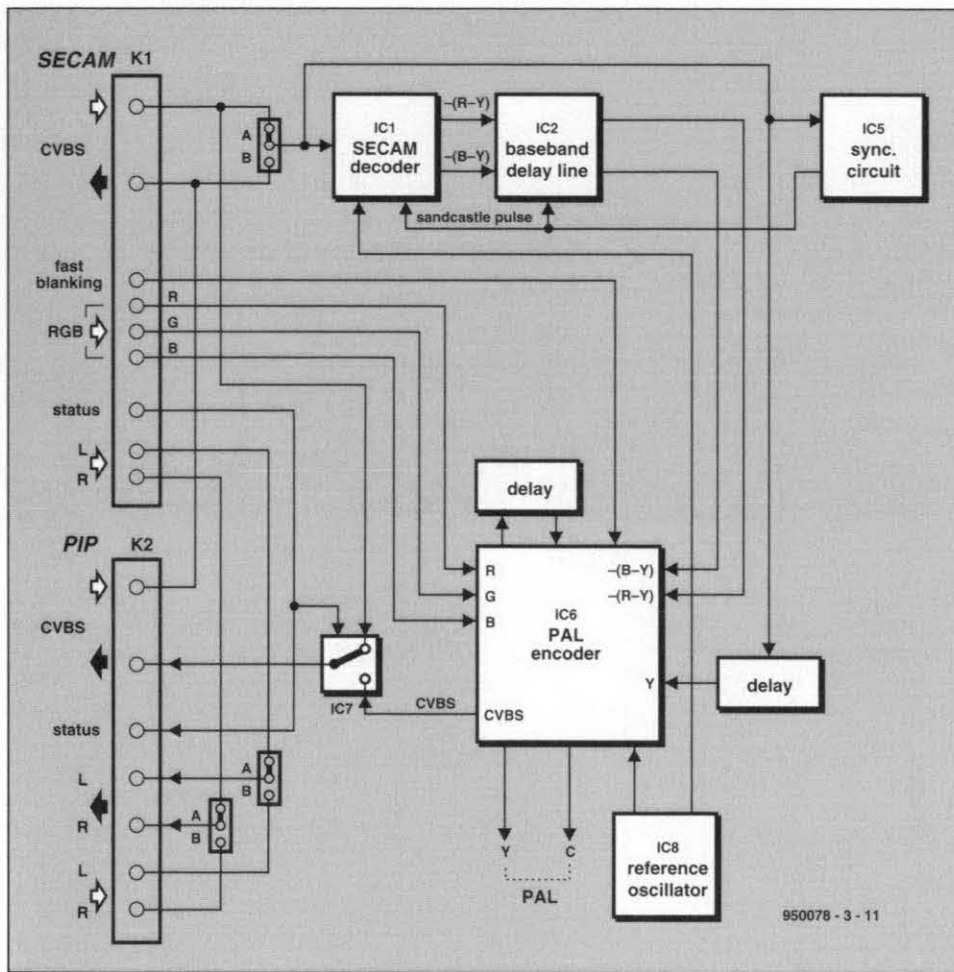 SECAM K1
CVBS
A
B
IC1
SECAM
decoder
–(R–Y)
–(B–Y)
IC2
baseband
delay line
IC5
sync.
circuit
sandcastle pulse
fast
blanking
RGB
R
G
B
status
L
R
delay
PIP K2
CVBS
status
L
R
L
R
A
B
A
B
IC7
CVBS
R
G
B
CVBS
–(B–Y)
–(R–Y)
Y
IC6
PAL
encoder
delay
Y
C
PAL
IC8
reference
oscillator
950078 - 3 - 11